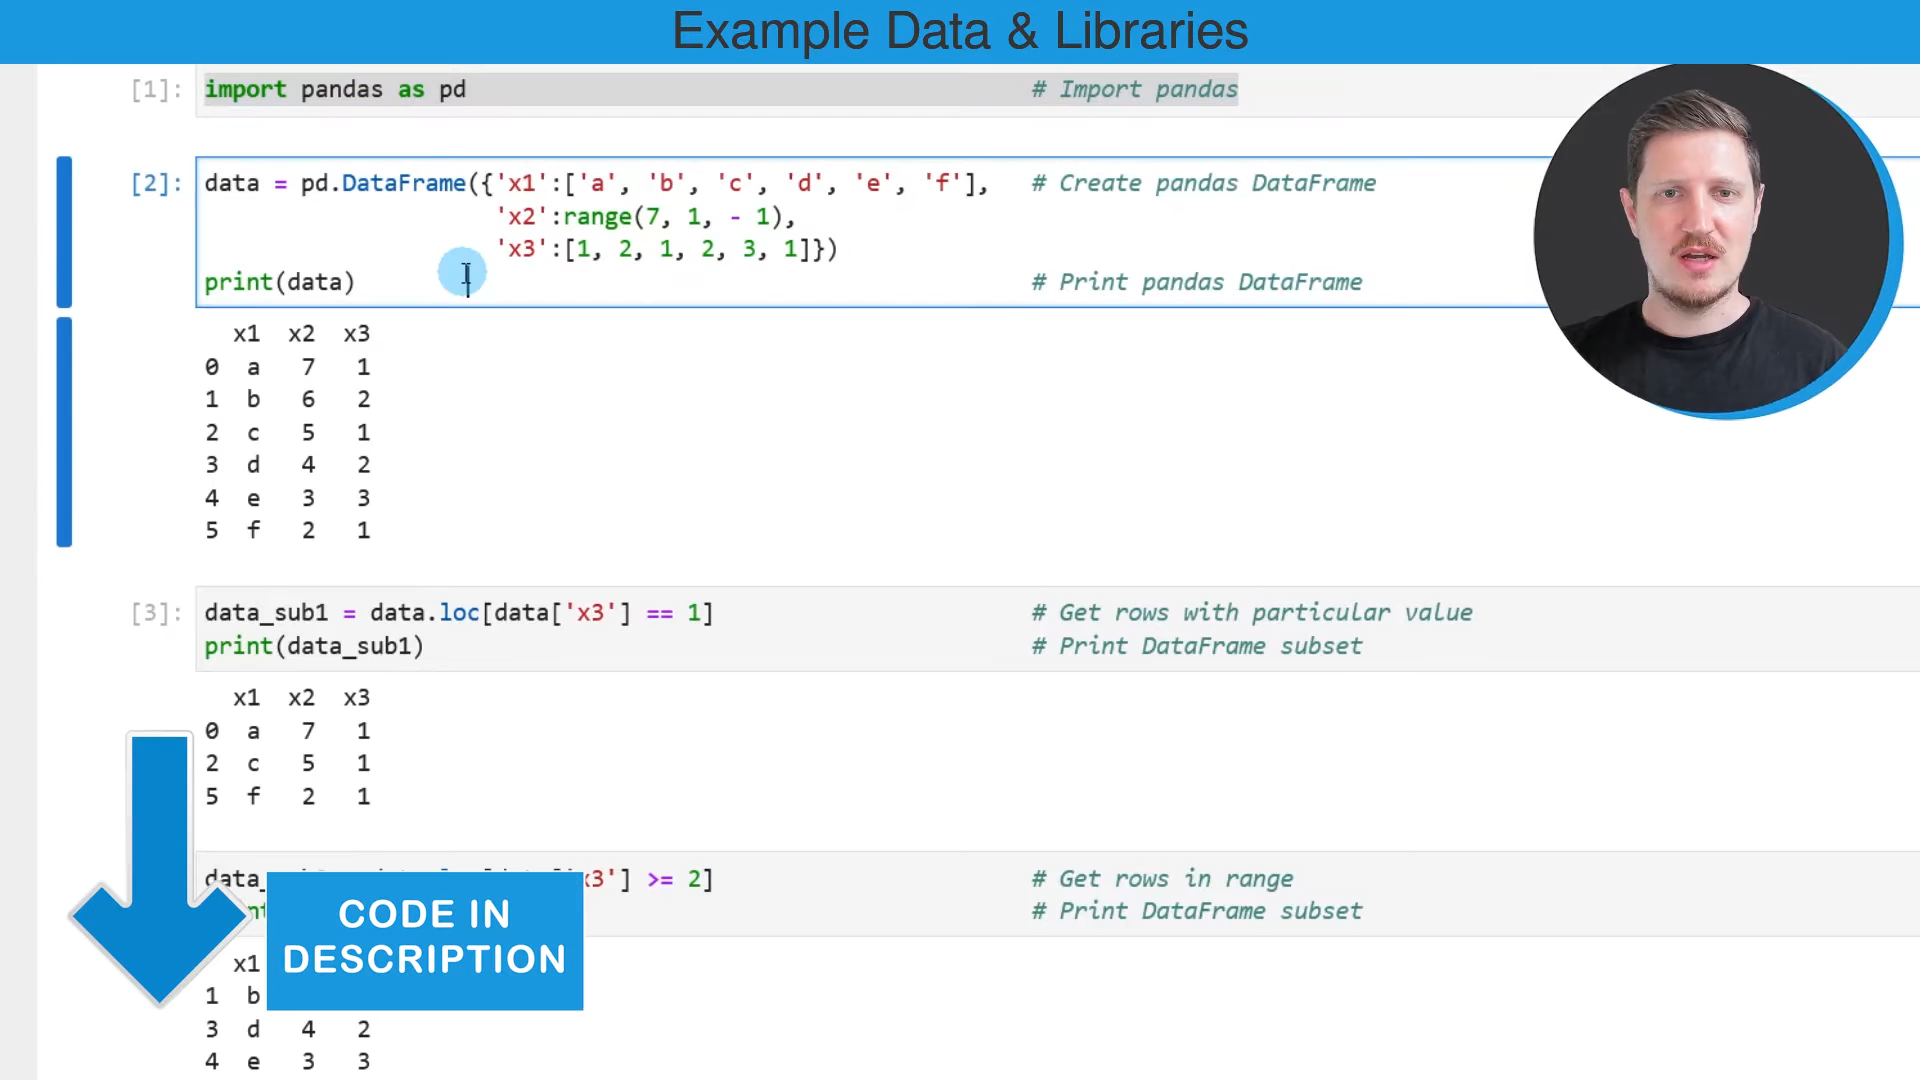 Example Data & Libraries
[1]: import pandas as pd # Import pandas
[2]: data = pd.DataFrame({'x1':['a', 'b', 'c', 'd', 'e', 'f'], # Create pandas DataFrame
'x2':range(7, 1, - 1),
'x3':[1, 2, 1, 2, 3, 1]})
print(data) # Print pandas DataFrame
x1 x2 x3
0 a 7 1
1 b 6 2
2 c 5 1
3 d 4 2
4 e 3 3
5 f 2 1
[3]: data_sub1 = data.loc[data['x3'] == 1] # Get rows with particular value
print(data_sub1) # Print DataFrame subset
x1 x2 x3
0 a 7 1
2 c 5 1
5 f 2 1
data_ x3'] >= 2] # Get rows in range
# Print DataFrame subset
CODE IN
DESCRIPTION
x1
1 b
3 d 4 2
4 e 3 3